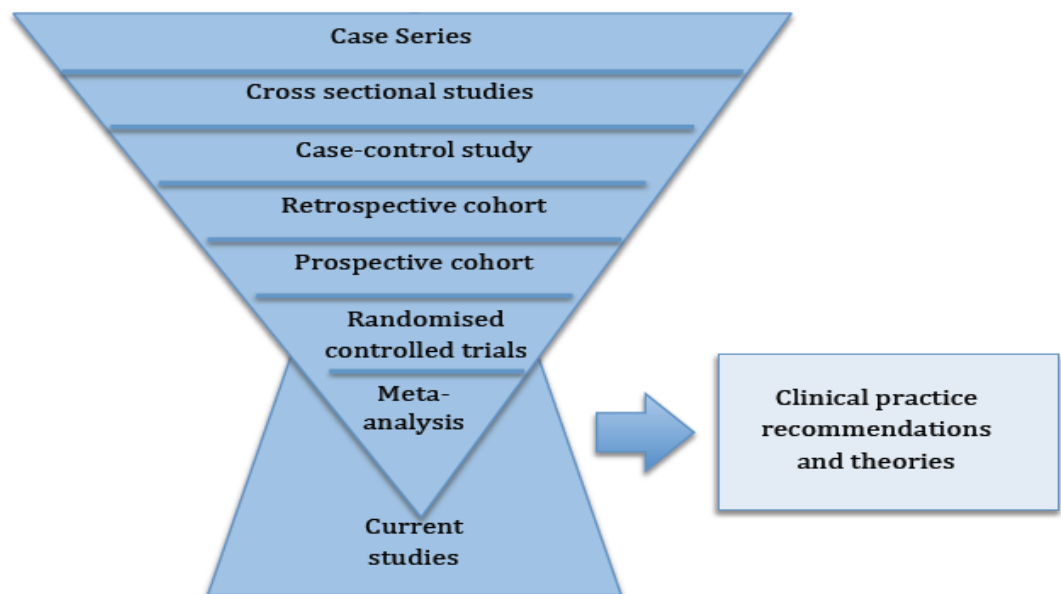 Case Series
Cross sectional studies
Case-control study
Retrospective cohort
Prospective cohort
Randomised
controlled trials
Meta-
analysis
Current
studies
Clinical practice
recommendations
and theories